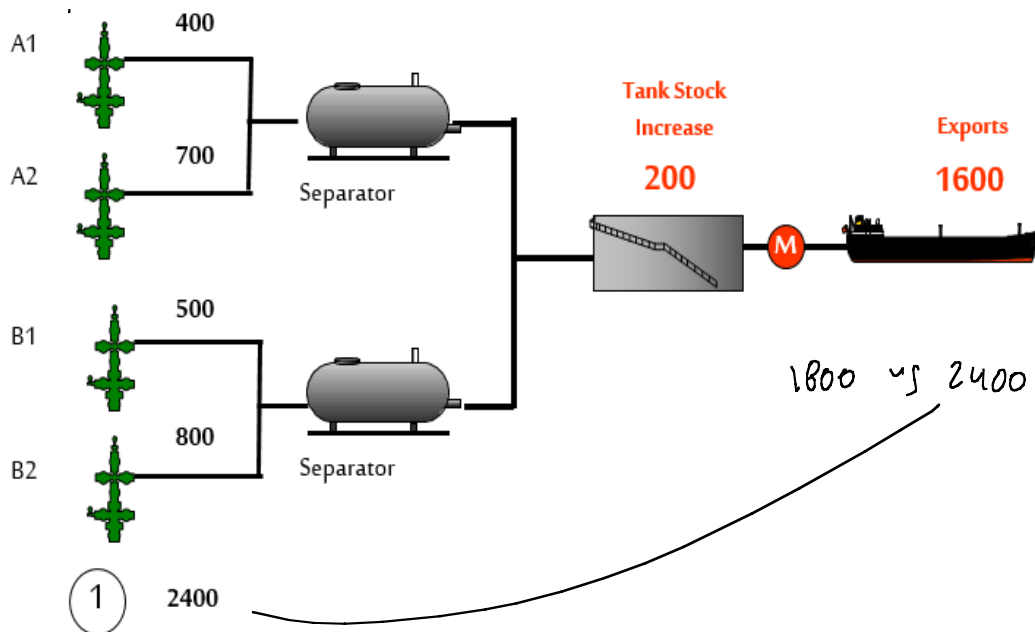 A1
400
A2
700
Separator
B1
500
B2
800
Separator
1
2400
Tank Stock
Increase
200
Exports
1600
M
1800 vs 2400